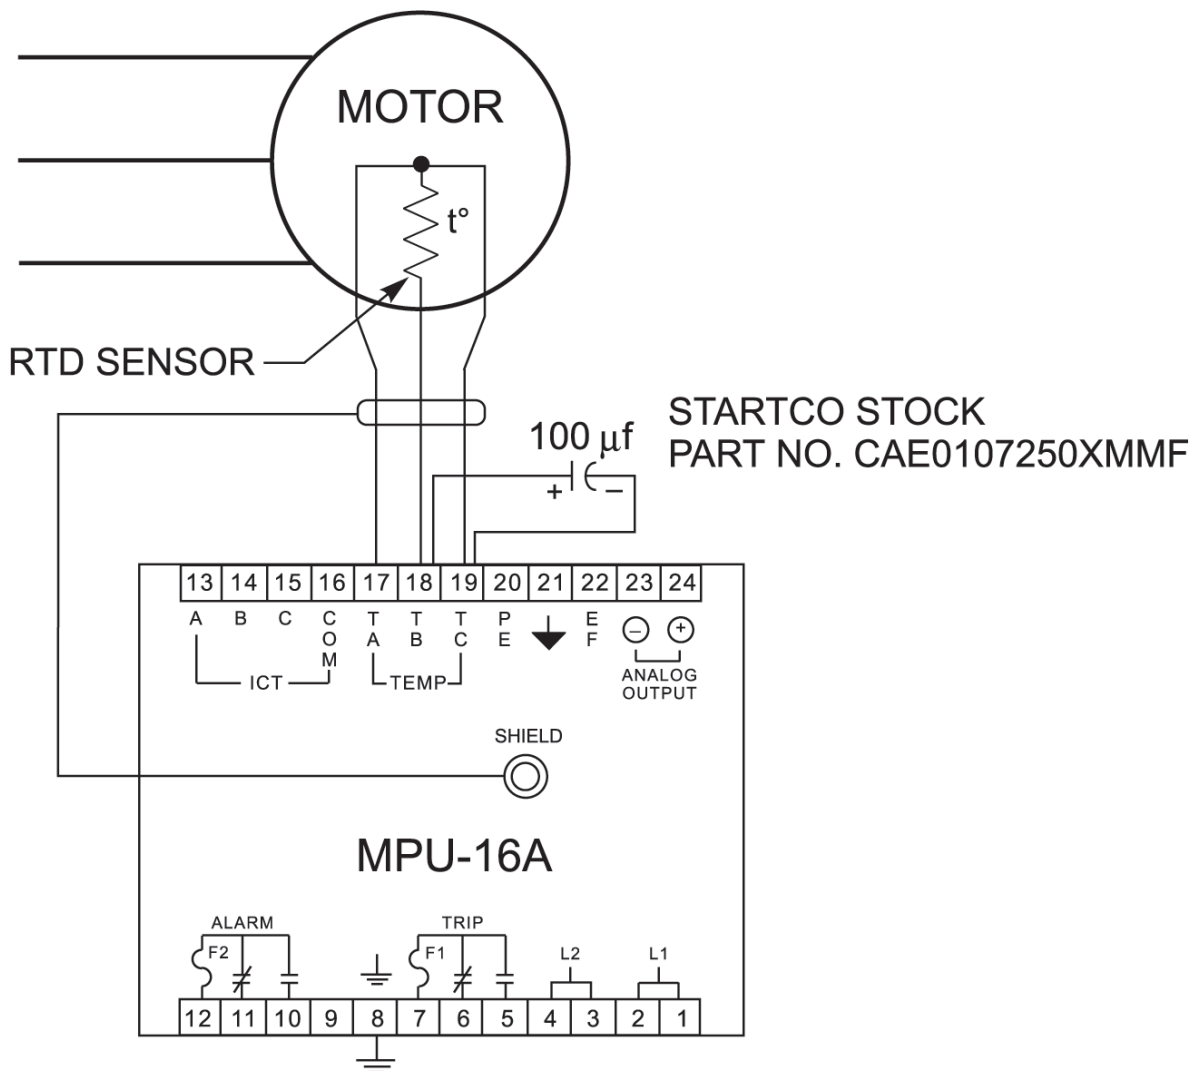 MOTOR
t°
RTD SENSOR
STARTCO STOCK
100 μf
PART NO. CAE0107250XMMF
+ −
13 14 15 16 17 18 19 20 21 22 23 24
A B C COM TA TB TC PE EF − +
ICT TEMP ANALOG
OUTPUT
SHIELD
MPU-16A
ALARM TRIP
F2 F1 L2 L1
12 11 10 9 8 7 6 5 4 3 2 1